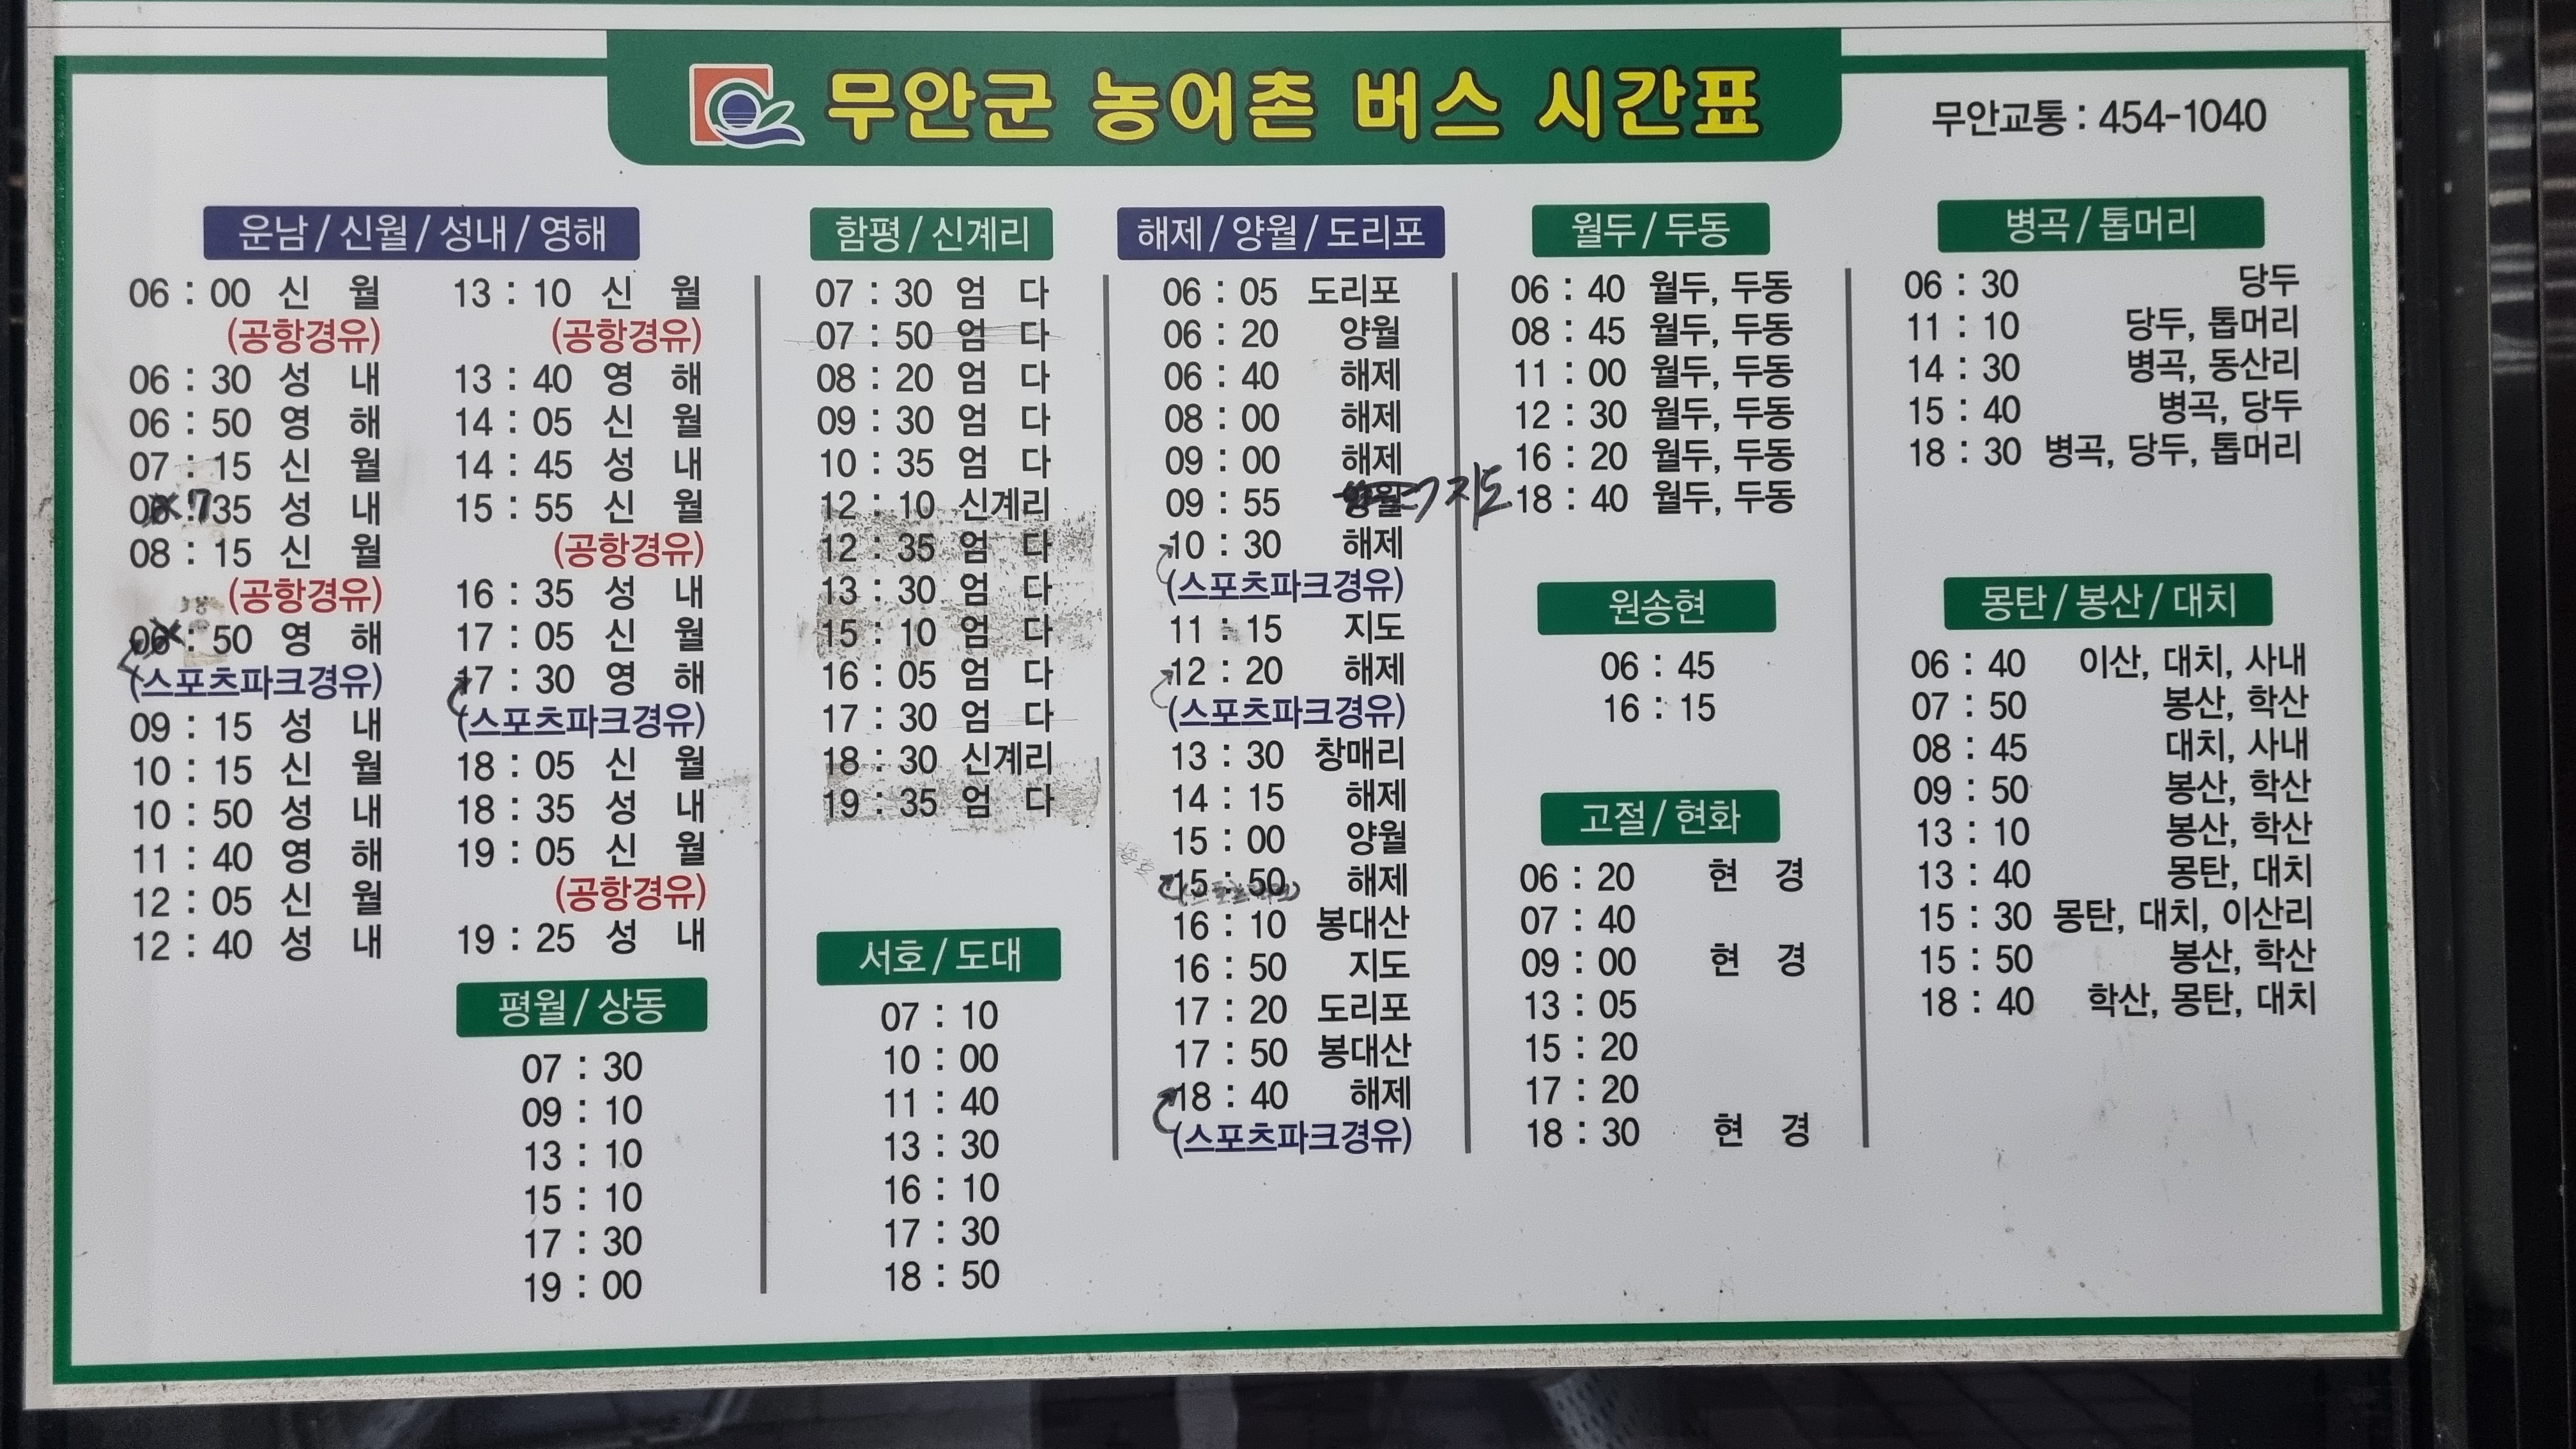 무안군 농어촌 버스 시간표
무안교통 : 454-1040
운남 / 신월 / 성내 / 영해
06 : 00 신 월
(공항경유)
06 : 30 성 내
06 : 50 영 해
07 : 15 신 월
06 : 35 성 내
7
08 : 15 신 월
(공항경유)
06 : 50 영 해
(스포츠파크경유)
09 : 15 성 내
10 : 15 신 월
10 : 50 성 내
11 : 40 영 해
12 : 05 신 월
12 : 40 성 내
13 : 10 신 월
(공항경유)
13 : 40 영 해
14 : 05 신 월
14 : 45 성 내
15 : 55 신 월
(공항경유)
16 : 35 성 내
17 : 05 신 월
17 : 30 영 해
(스포츠파크경유)
18 : 05 신 월
18 : 35 성 내
19 : 05 신 월
(공항경유)
19 : 25 성 내
평월 / 상동
07 : 30
09 : 10
13 : 10
15 : 10
17 : 30
19 : 00
함평 / 신계리
07 : 30 엄 다
07 : 50 엄 다
08 : 20 엄 다
09 : 30 엄 다
10 : 35 엄 다
12 : 10 신계리
12 : 35 엄 다
13 : 30 엄 다
15 : 10 엄 다
16 : 05 엄 다
17 : 30 엄 다
18 : 30 신계리
19 : 35 엄 다
서호 / 도대
07 : 10
10 : 00
11 : 40
13 : 30
16 : 10
17 : 30
18 : 50
해제 / 양월 / 도리포
06 : 05 도리포
06 : 20 양월
06 : 40 해제
08 : 00 해제
09 : 00 해제
09 : 55 양월 → 지도
10 : 30 해제
(스포츠파크경유)
11 : 15 지도
12 : 20 해제
(스포츠파크경유)
13 : 30 창매리
14 : 15 해제
15 : 00 양월
15 : 50 해제
16 : 10 봉대산
16 : 50 지도
17 : 20 도리포
17 : 50 봉대산
18 : 40 해제
(스포츠파크경유)
월두 / 두동
06 : 40 월두, 두동
08 : 45 월두, 두동
11 : 00 월두, 두동
12 : 30 월두, 두동
16 : 20 월두, 두동
18 : 40 월두, 두동
원송현
06 : 45
16 : 15
고절 / 현화
06 : 20 현 경
07 : 40
09 : 00 현 경
13 : 05
15 : 20
17 : 20
18 : 30 현 경
병곡 / 톱머리
06 : 30 당두
11 : 10 당두, 톱머리
14 : 30 병곡, 동산리
15 : 40 병곡, 당두
18 : 30 병곡, 당두, 톱머리
몽탄 / 봉산 / 대치
06 : 40 이산, 대치, 사내
07 : 50 봉산, 학산
08 : 45 대치, 사내
09 : 50 봉산, 학산
13 : 10 봉산, 학산
13 : 40 몽탄, 대치
15 : 30 몽탄, 대치, 이산리
15 : 50 봉산, 학산
18 : 40 학산, 몽탄, 대치